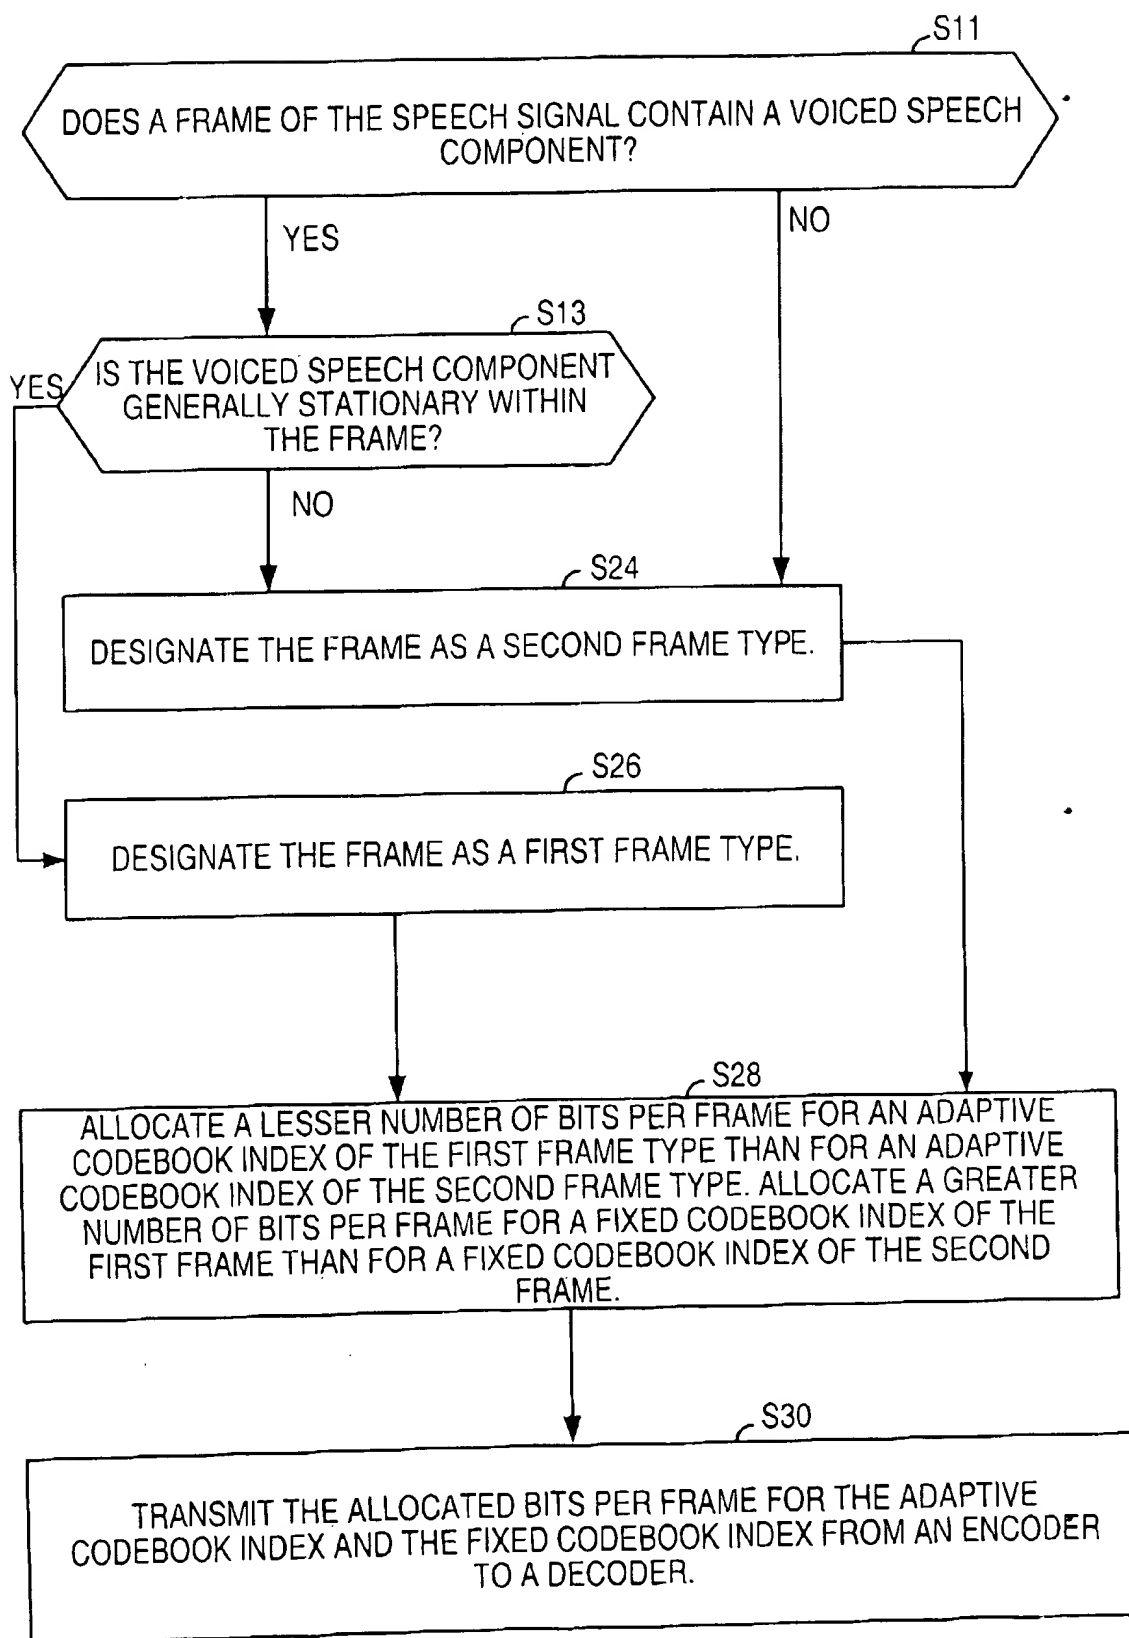 S11
DOES A FRAME OF THE SPEECH SIGNAL CONTAIN A VOICED SPEECH
COMPONENT?
YES
NO
S13
YES
IS THE VOICED SPEECH COMPONENT
GENERALLY STATIONARY WITHIN
THE FRAME?
NO
S24
DESIGNATE THE FRAME AS A SECOND FRAME TYPE.
S26
DESIGNATE THE FRAME AS A FIRST FRAME TYPE.
S28
ALLOCATE A LESSER NUMBER OF BITS PER FRAME FOR AN ADAPTIVE
CODEBOOK INDEX OF THE FIRST FRAME TYPE THAN FOR AN ADAPTIVE
CODEBOOK INDEX OF THE SECOND FRAME TYPE. ALLOCATE A GREATER
NUMBER OF BITS PER FRAME FOR A FIXED CODEBOOK INDEX OF THE
FIRST FRAME THAN FOR A FIXED CODEBOOK INDEX OF THE SECOND
FRAME.
S30
TRANSMIT THE ALLOCATED BITS PER FRAME FOR THE ADAPTIVE
CODEBOOK INDEX AND THE FIXED CODEBOOK INDEX FROM AN ENCODER
TO A DECODER.